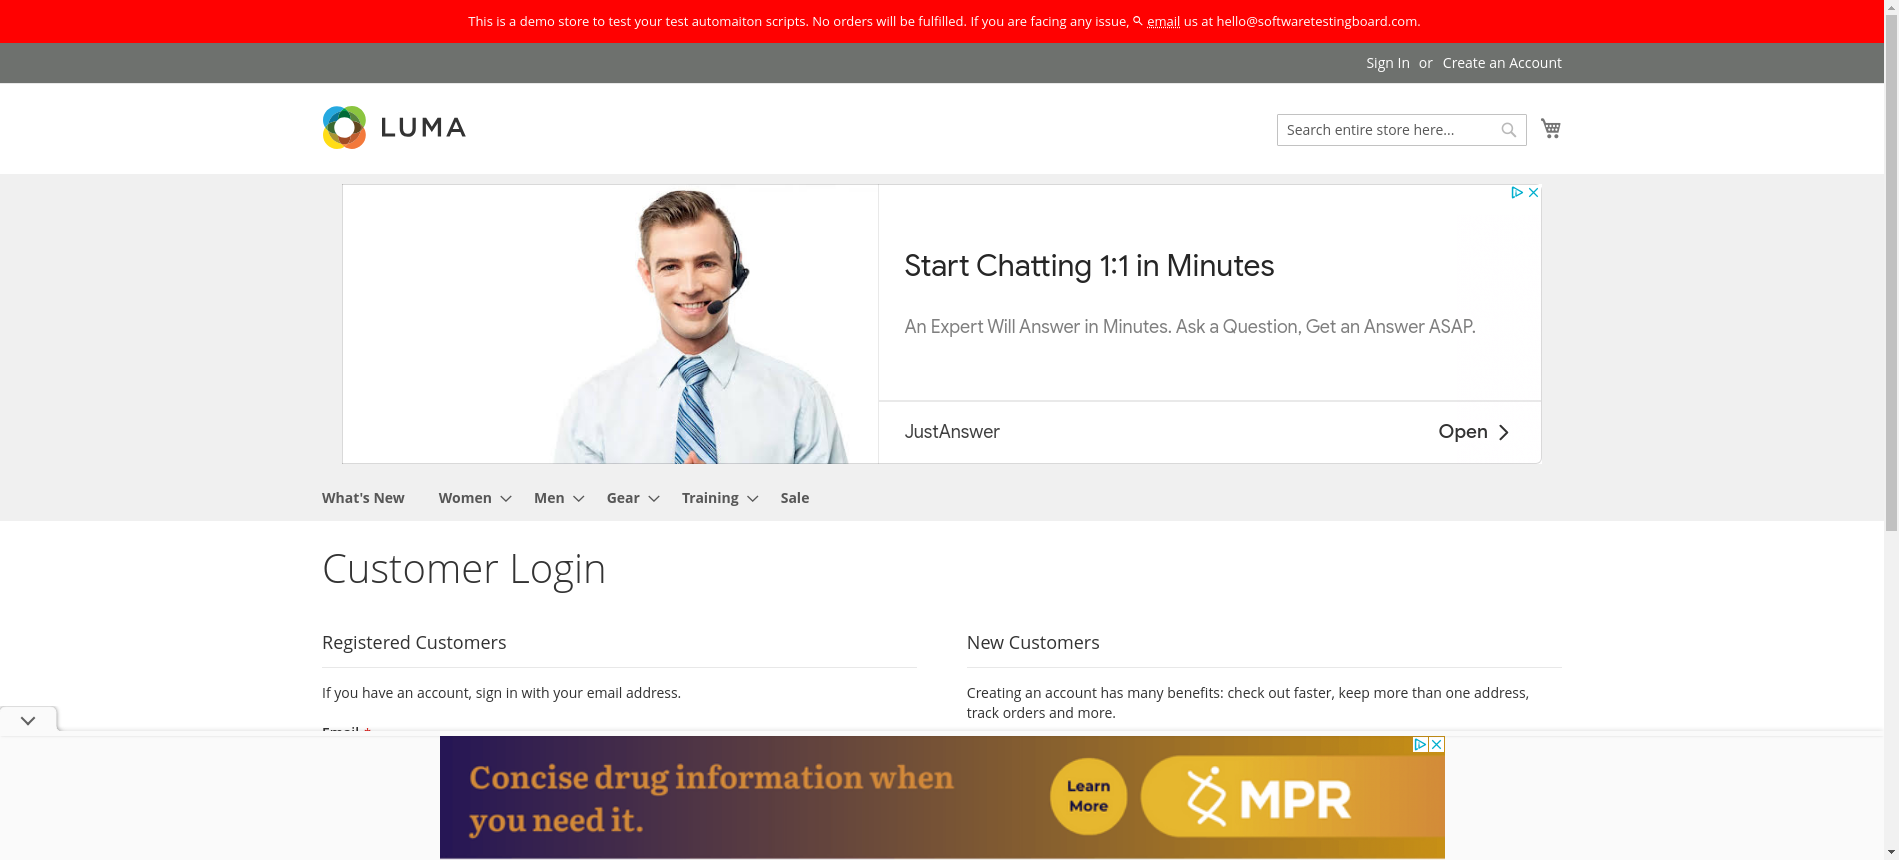 This is a demo store to test your test automaiton scripts. No orders will be fulfilled. If you are facing any issue, email us at hello@softwaretestingboard.com.
Sign In or Create an Account
LUMA
Search entire store here...
Start Chatting 1:1 in Minutes
An Expert Will Answer in Minutes. Ask a Question, Get an Answer ASAP.
JustAnswer
Open
What's New Women Men Gear Training Sale
Customer Login
Registered Customers
New Customers
If you have an account, sign in with your email address.
Creating an account has many benefits: check out faster, keep more than one address,
track orders and more.
Email *
Concise drug information when
you need it.
Learn
More
MPR